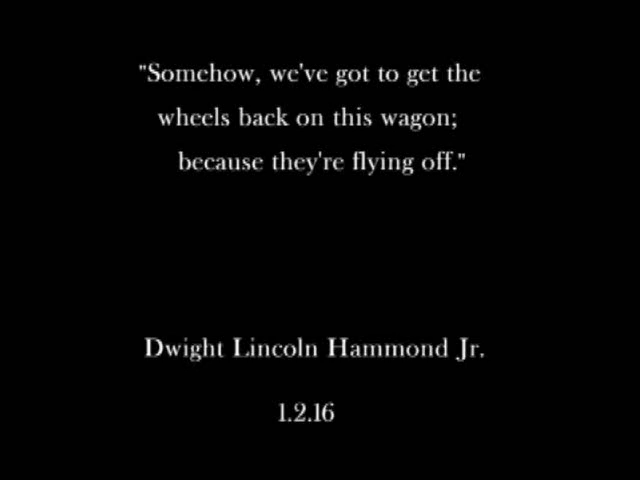 "Somehow, we've got to get the
wheels back on this wagon;
because they're flying off."
Dwight Lincoln Hammond Jr.
1.2.16